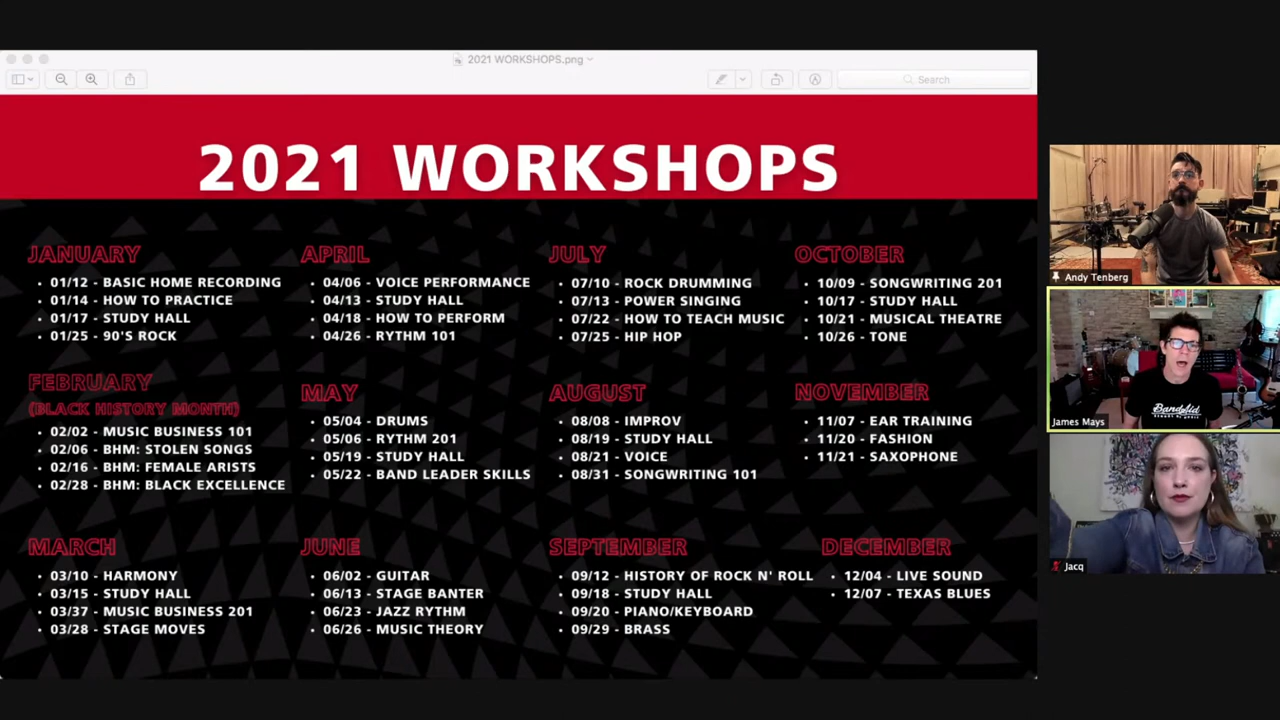 2021 WORKSHOPS.png
Search
2021 WORKSHOPS
JANUARY
• 01/12 - BASIC HOME RECORDING
• 01/14 - HOW TO PRACTICE
• 01/17 - STUDY HALL
• 01/25 - 90'S ROCK
FEBRUARY
(BLACK HISTORY MONTH)
• 02/02 - MUSIC BUSINESS 101
• 02/06 - BHM: STOLEN SONGS
• 02/16 - BHM: FEMALE ARISTS
• 02/28 - BHM: BLACK EXCELLENCE
MARCH
• 03/10 - HARMONY
• 03/15 - STUDY HALL
• 03/37 - MUSIC BUSINESS 201
• 03/28 - STAGE MOVES
APRIL
• 04/06 - VOICE PERFORMANCE
• 04/13 - STUDY HALL
• 04/18 - HOW TO PERFORM
• 04/26 - RYTHM 101
MAY
• 05/04 - DRUMS
• 05/06 - RYTHM 201
• 05/19 - STUDY HALL
• 05/22 - BAND LEADER SKILLS
JUNE
• 06/02 - GUITAR
• 06/13 - STAGE BANTER
• 06/23 - JAZZ RYTHM
• 06/26 - MUSIC THEORY
JULY
• 07/10 - ROCK DRUMMING
• 07/13 - POWER SINGING
• 07/22 - HOW TO TEACH MUSIC
• 07/25 - HIP HOP
AUGUST
• 08/08 - IMPROV
• 08/19 - STUDY HALL
• 08/21 - VOICE
• 08/31 - SONGWRITING 101
SEPTEMBER
• 09/12 - HISTORY OF ROCK N' ROLL
• 09/18 - STUDY HALL
• 09/20 - PIANO/KEYBOARD
• 09/29 - BRASS
OCTOBER
• 10/09 - SONGWRITING 201
• 10/17 - STUDY HALL
• 10/21 - MUSICAL THEATRE
• 10/26 - TONE
NOVEMBER
• 11/07 - EAR TRAINING
• 11/20 - FASHION
• 11/21 - SAXOPHONE
DECEMBER
• 12/04 - LIVE SOUND
• 12/07 - TEXAS BLUES
Andy Tenberg
BandAid
James Mays
Jacq